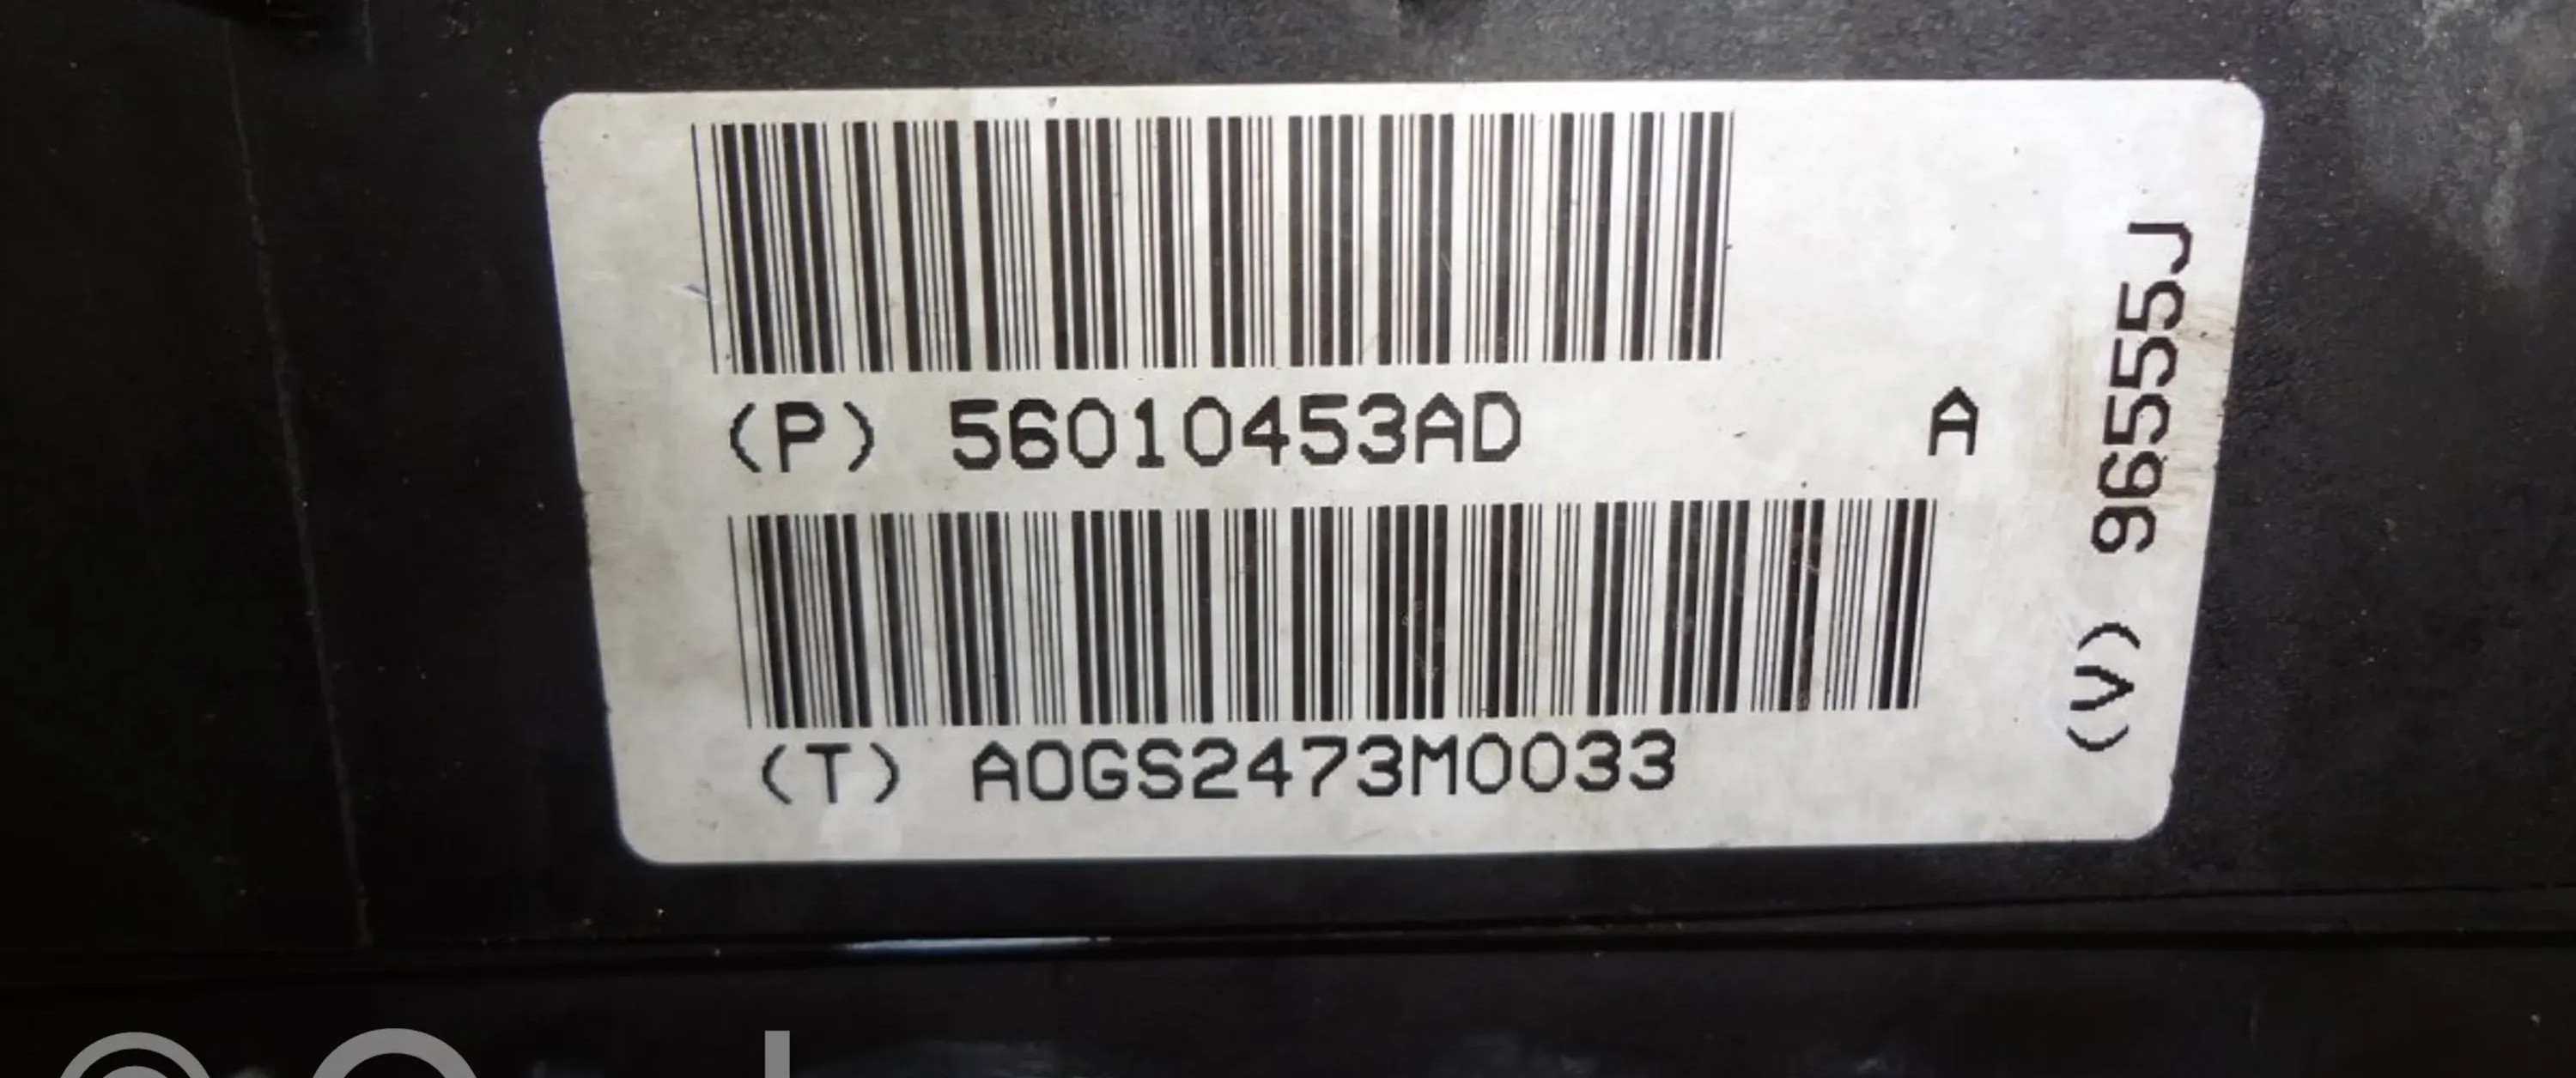 (P) 56010453AD A
(T) A0GS2473M0033
(V) 96555J